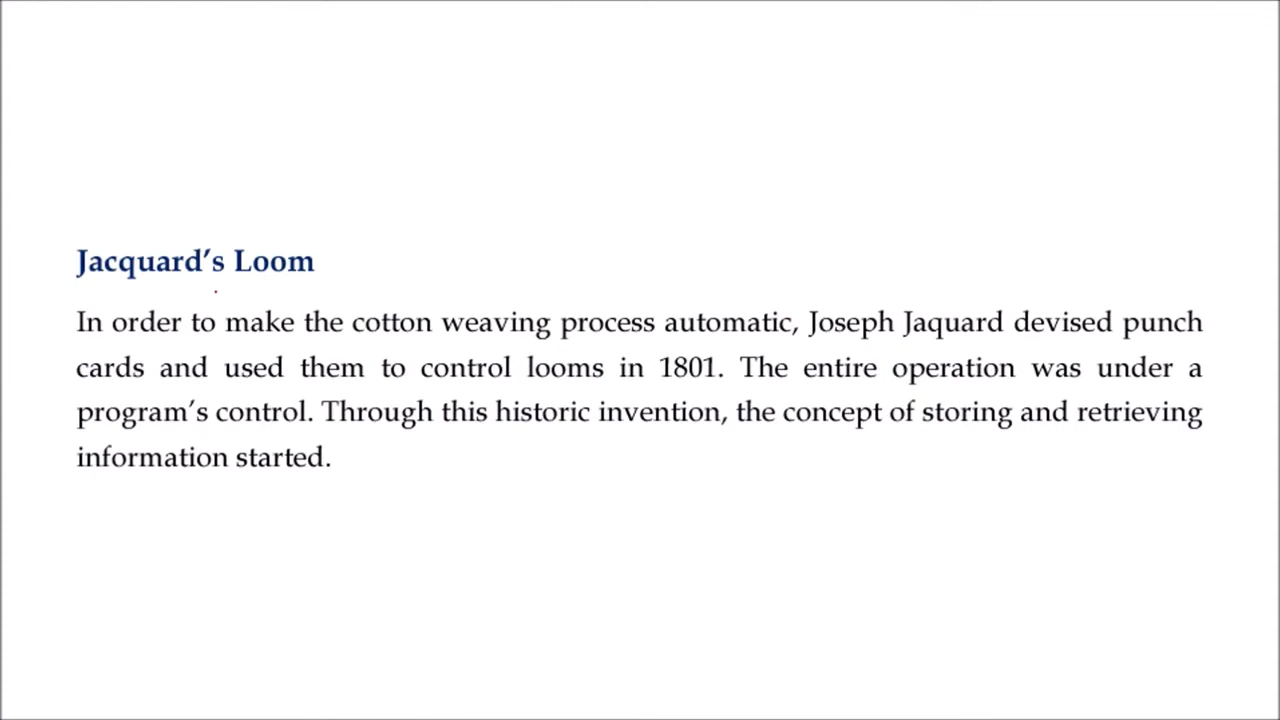 Jacquard’s Loom
In order to make the cotton weaving process automatic, Joseph Jaquard devised punch
cards and used them to control looms in 1801. The entire operation was under a
program’s control. Through this historic invention, the concept of storing and retrieving
information started.